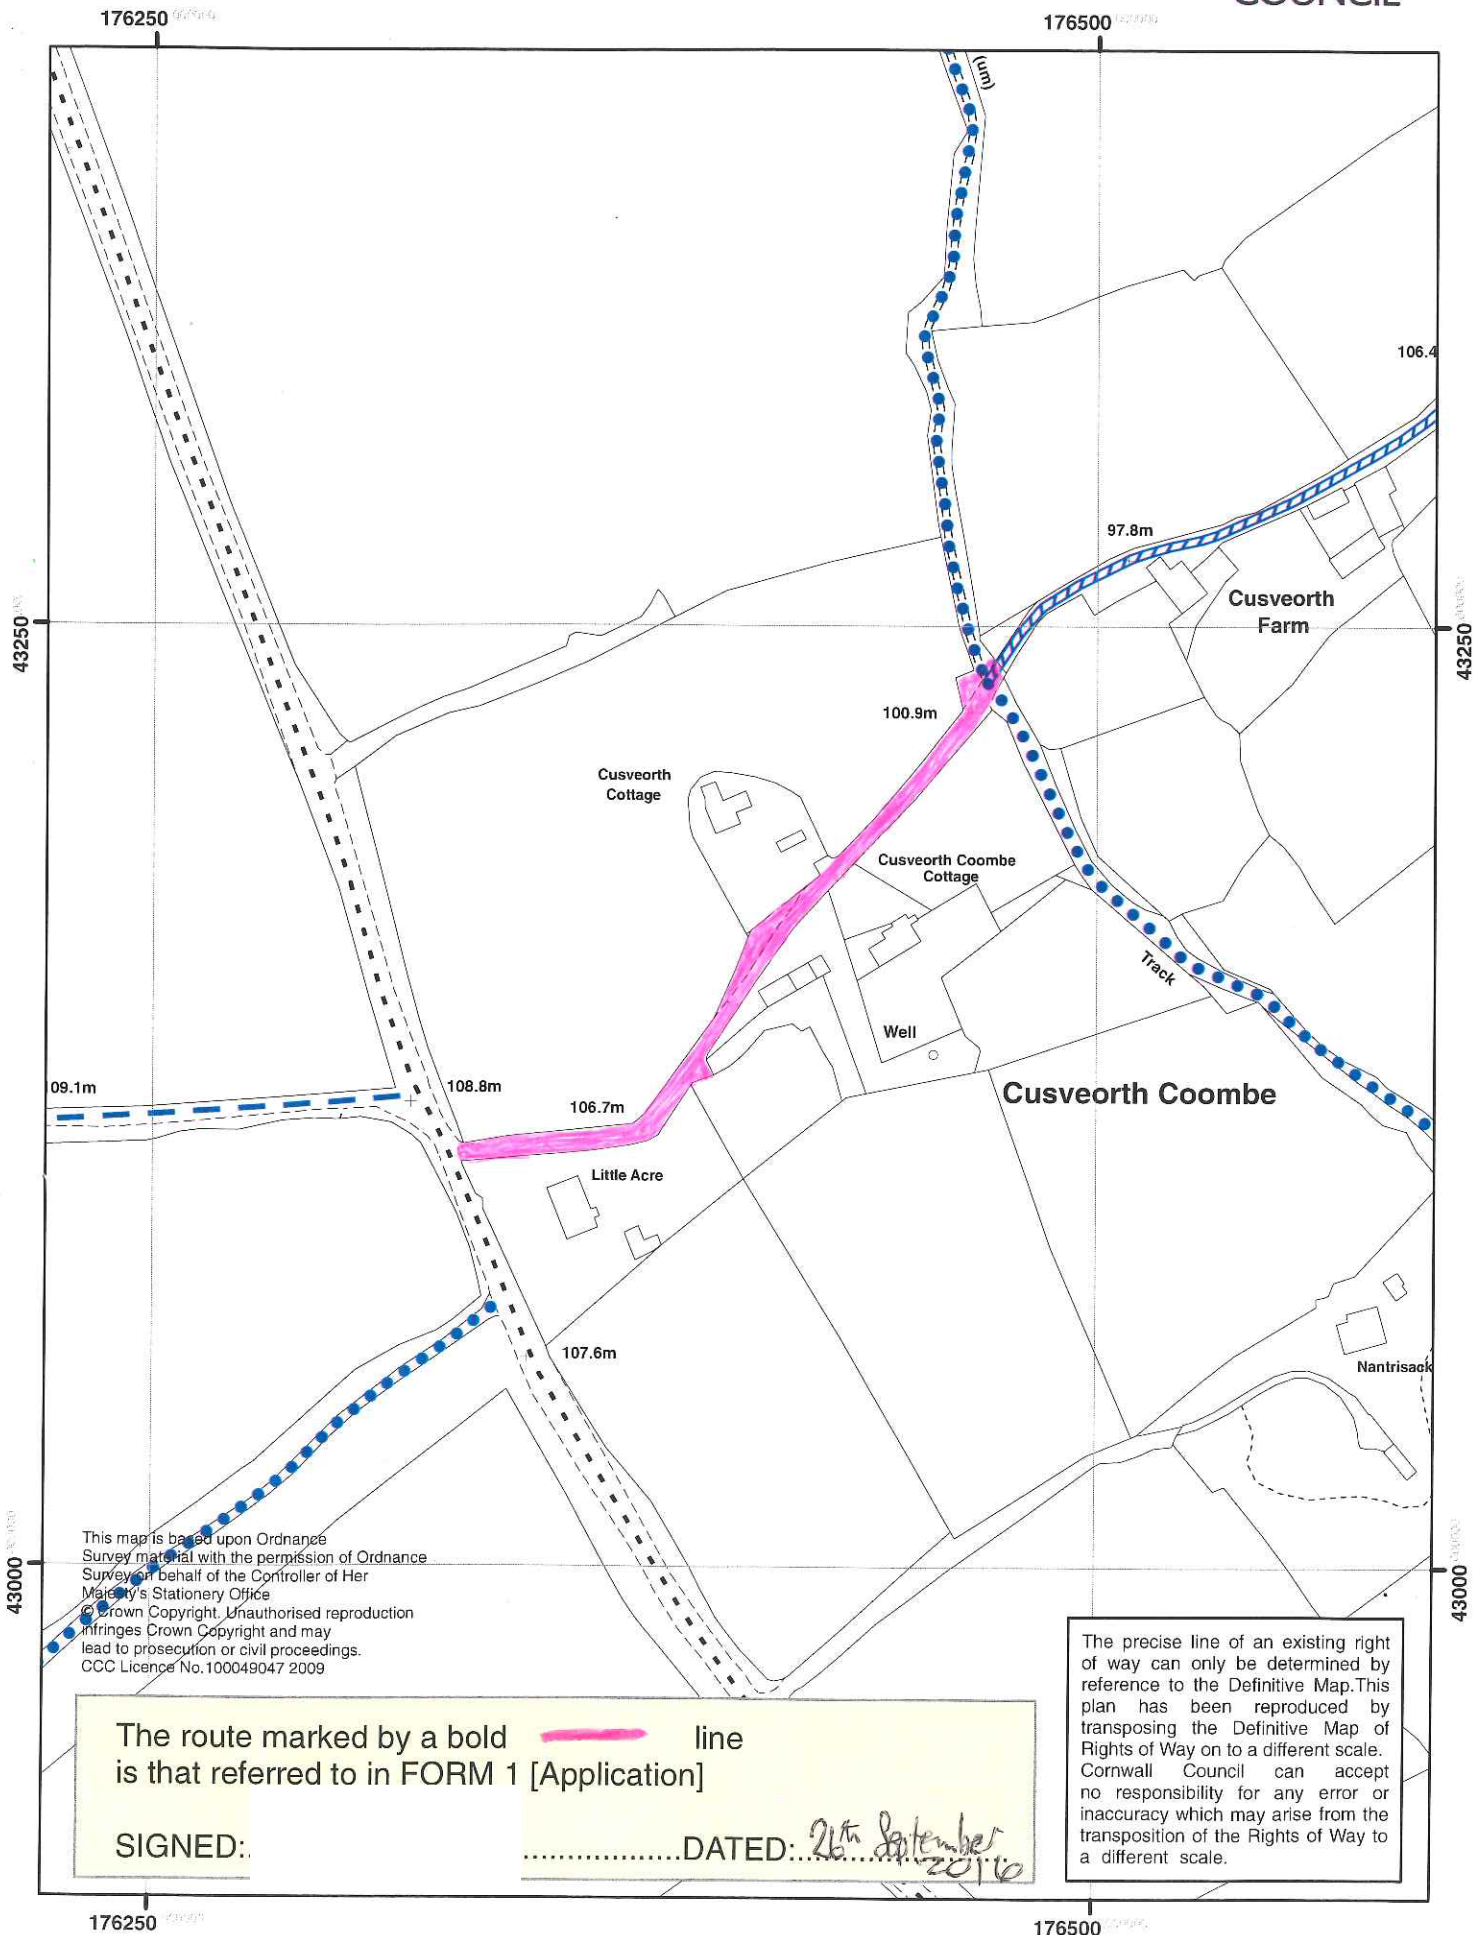 COUNCIL
176250
176500
(um)
106.4
97.8m
Cusveorth
Farm
43250
43250
100.9m
Cusveorth
Cottage
Cusveorth Coombe
Cottage
Track
Well
109.1m
108.8m
106.7m
Cusveorth Coombe
Little Acre
107.6m
Nantrisack
This map is based upon Ordnance
Survey material with the permission of Ordnance
Survey on behalf of the Controller of Her
Majesty's Stationery Office
© Crown Copyright. Unauthorised reproduction
infringes Crown Copyright and may
lead to prosecution or civil proceedings.
CCC Licence No.100049047 2009
43000
43000
The precise line of an existing right
of way can only be determined by
reference to the Definitive Map.This
plan has been reproduced by
transposing the Definitive Map of
Rights of Way on to a different scale.
Cornwall Council can accept
no responsibility for any error or
inaccuracy which may arise from the
transposition of the Rights of Way to
a different scale.
The route marked by a bold line
is that referred to in FORM 1 [Application]
SIGNED:. ..................DATED:..26th September
2016
176250
176500